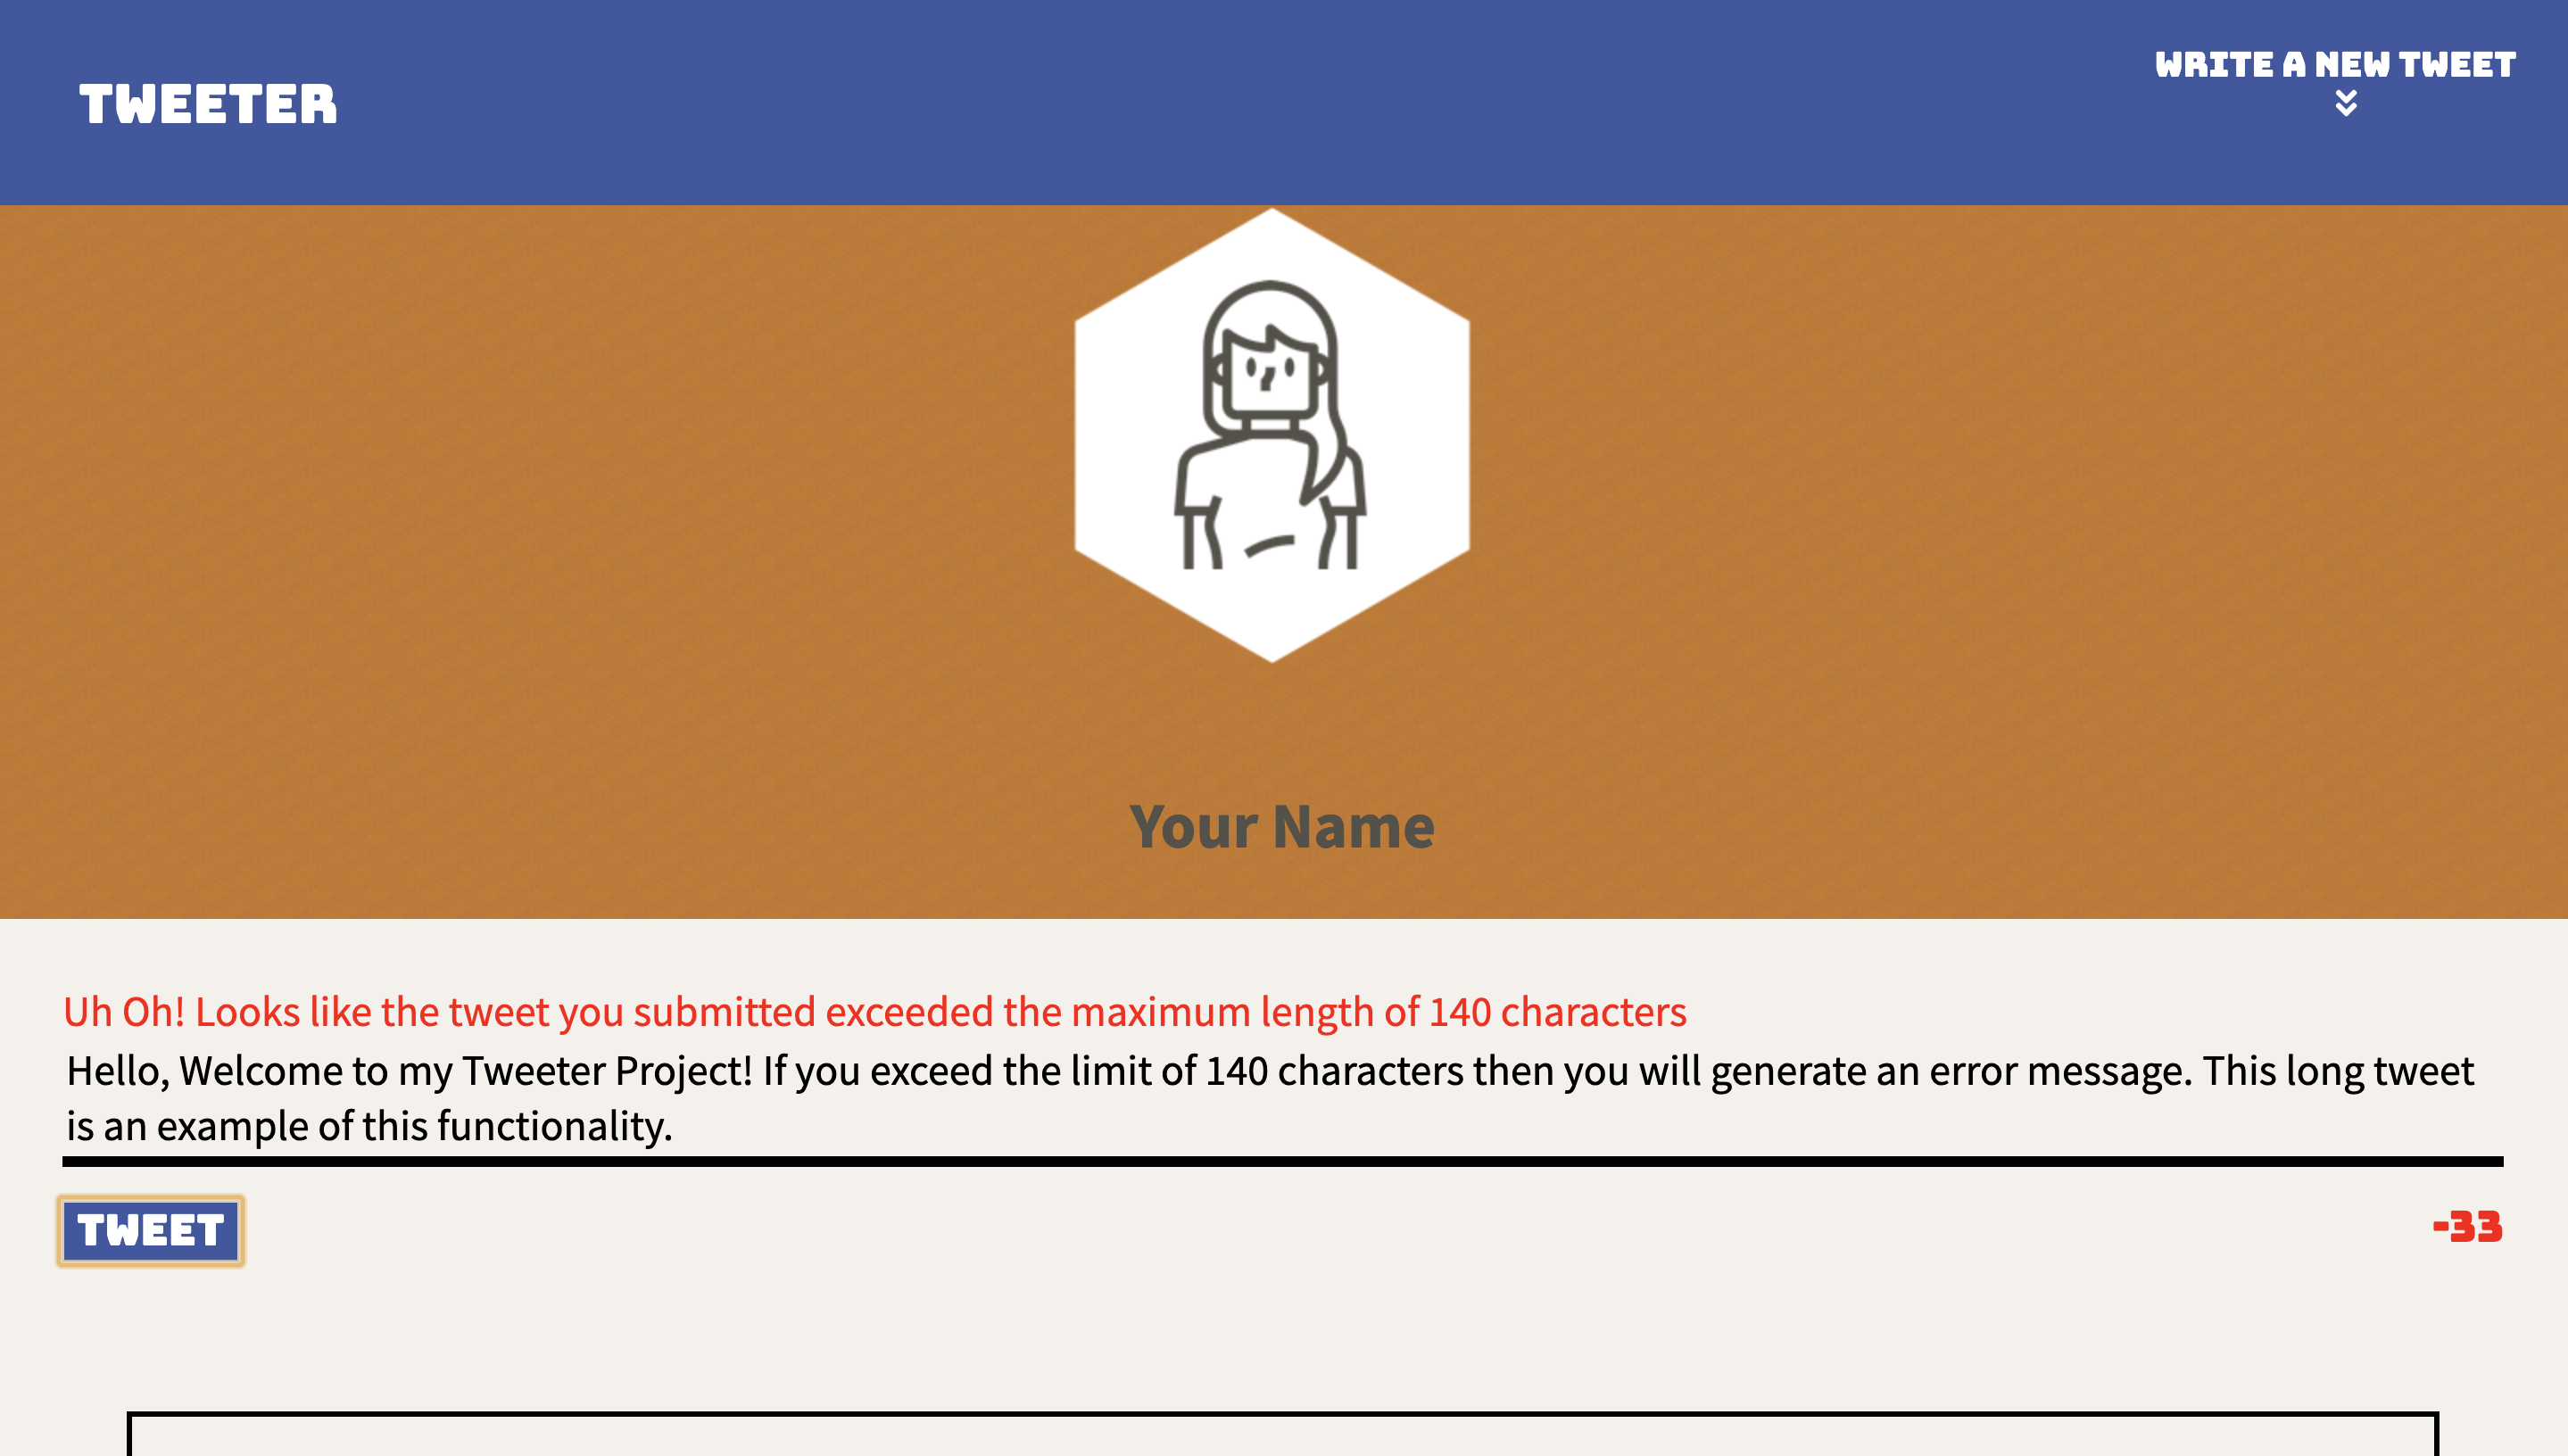 TWEETER
WRITE A NEW TWEET
Your Name
Uh Oh! Looks like the tweet you submitted exceeded the maximum length of 140 characters
Hello, Welcome to my Tweeter Project! If you exceed the limit of 140 characters then you will generate an error message. This long tweet
is an example of this functionality.
TWEET
-33